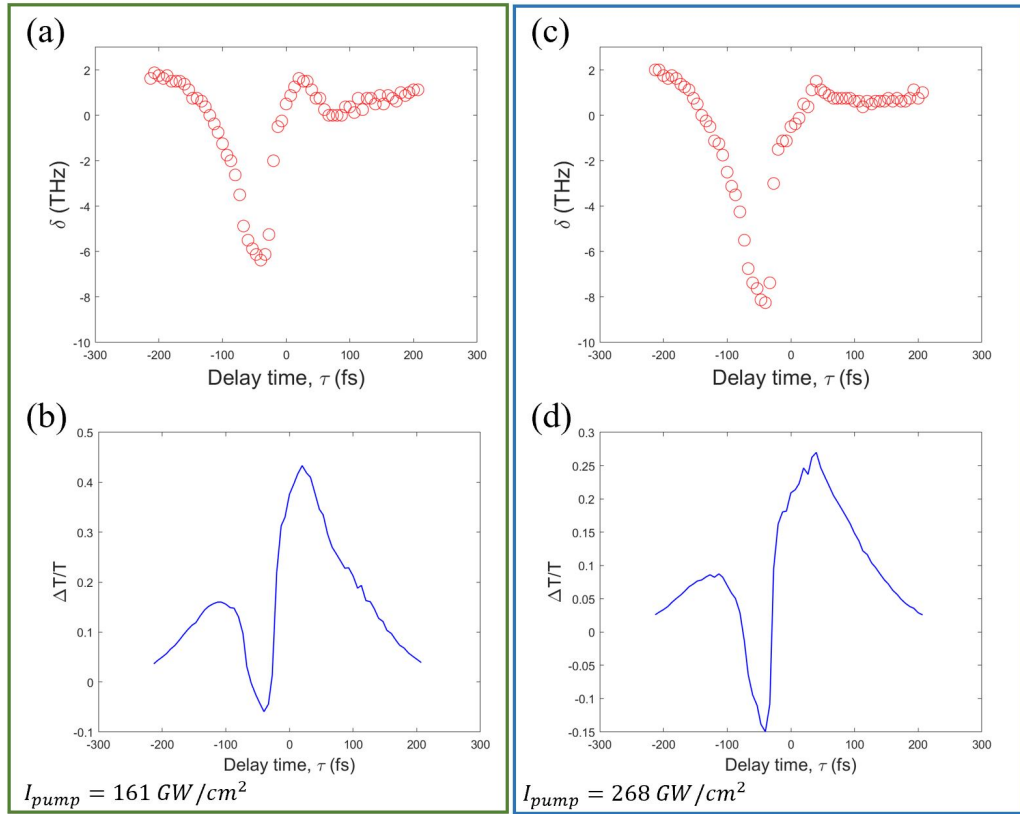 (a)
2
0
-2
-4
-6
-8
-10
δ (THz)
-300 -200 -100 0 100 200 300
Delay time, τ (fs)
(b)
0.5
0.4
0.3
0.2
0.1
0
-0.1
ΔT/T
-300 -200 -100 0 100 200 300
Delay time, τ (fs)
I_pump = 161 GW/cm²
(c)
2
0
-2
-4
-6
-8
-10
δ (THz)
-300 -200 -100 0 100 200 300
Delay time, τ (fs)
(d)
0.3
0.25
0.2
0.15
0.1
0.05
0
-0.05
-0.1
-0.15
ΔT/T
-300 -200 -100 0 100 200 300
Delay time, τ (fs)
I_pump = 268 GW/cm²